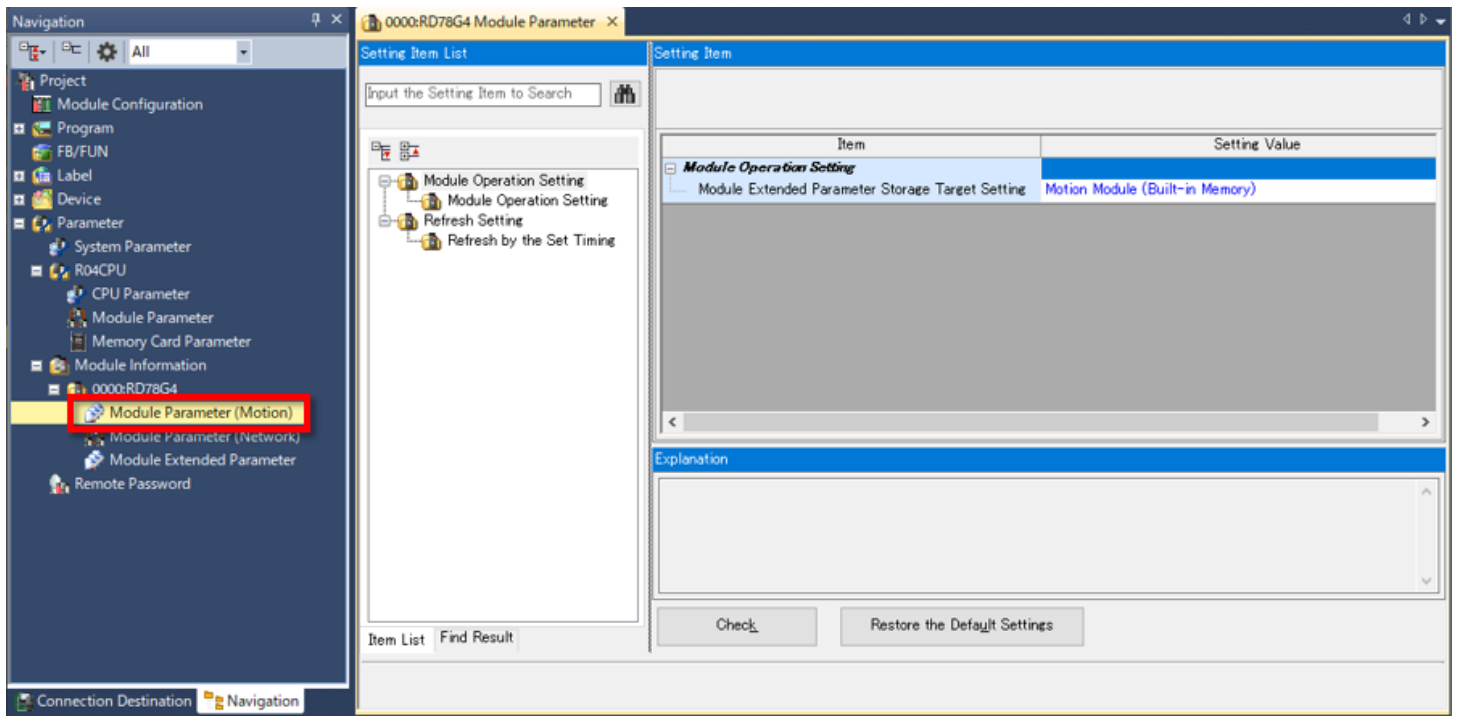 Navigation
All
Project
Module Configuration
Program
FB/FUN
Label
Device
Parameter
System Parameter
R04CPU
CPU Parameter
Module Parameter
Memory Card Parameter
Module Information
0000:RD78G4
Module Parameter (Motion)
Module Parameter (Network)
Module Extended Parameter
Remote Password
Connection Destination
Navigation
0000:RD78G4 Module Parameter
Setting Item List
Input the Setting Item to Search
Module Operation Setting
Module Operation Setting
Refresh Setting
Refresh by the Set Timing
Item List
Find Result
Setting Item
Item Setting Value
Module Operation Setting
Module Extended Parameter Storage Target Setting Motion Module (Built-in Memory)
Explanation
Check
Restore the Default Settings